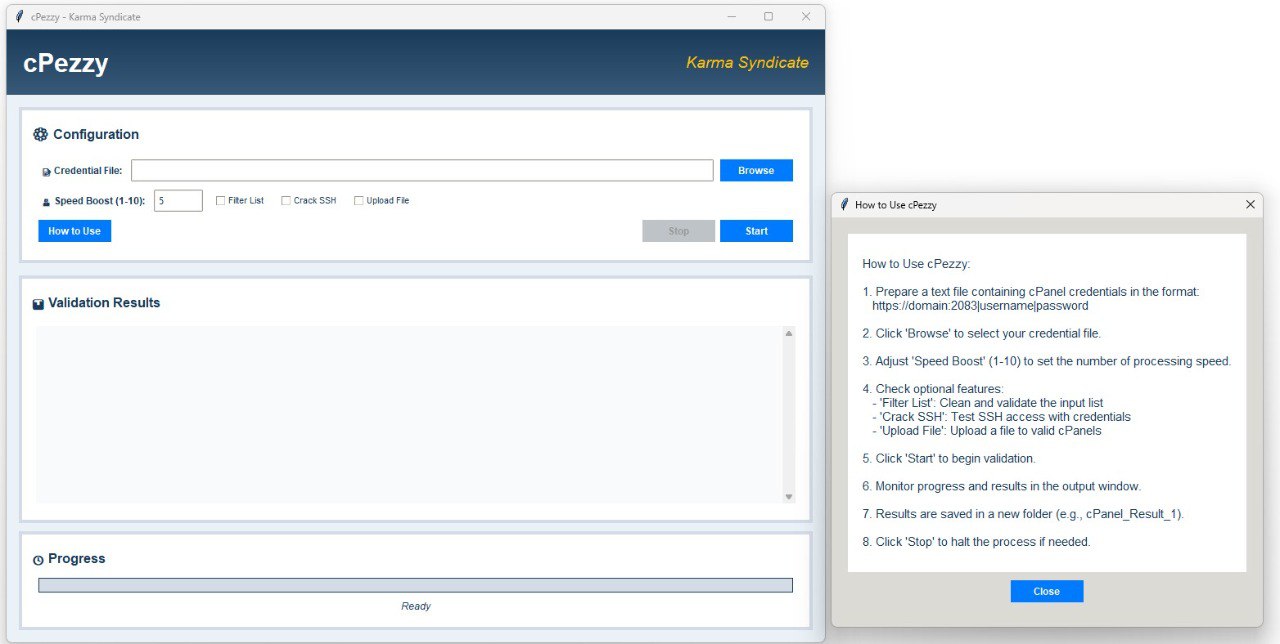 cPezzy - Karma Syndicate
cPezzy
Karma Syndicate
Configuration
Credential File:
Browse
Speed Boost (1-10):
5
Filter List
Crack SSH
Upload File
How to Use
Stop
Start
Validation Results
Progress
Ready
How to Use cPezzy
How to Use cPezzy:
1. Prepare a text file containing cPanel credentials in the format:
https://domain:2083|username|password
2. Click 'Browse' to select your credential file.
3. Adjust 'Speed Boost' (1-10) to set the number of processing speed.
4. Check optional features:
- 'Filter List': Clean and validate the input list
- 'Crack SSH': Test SSH access with credentials
- 'Upload File': Upload a file to valid cPanels
5. Click 'Start' to begin validation.
6. Monitor progress and results in the output window.
7. Results are saved in a new folder (e.g., cPanel_Result_1).
8. Click 'Stop' to halt the process if needed.
Close